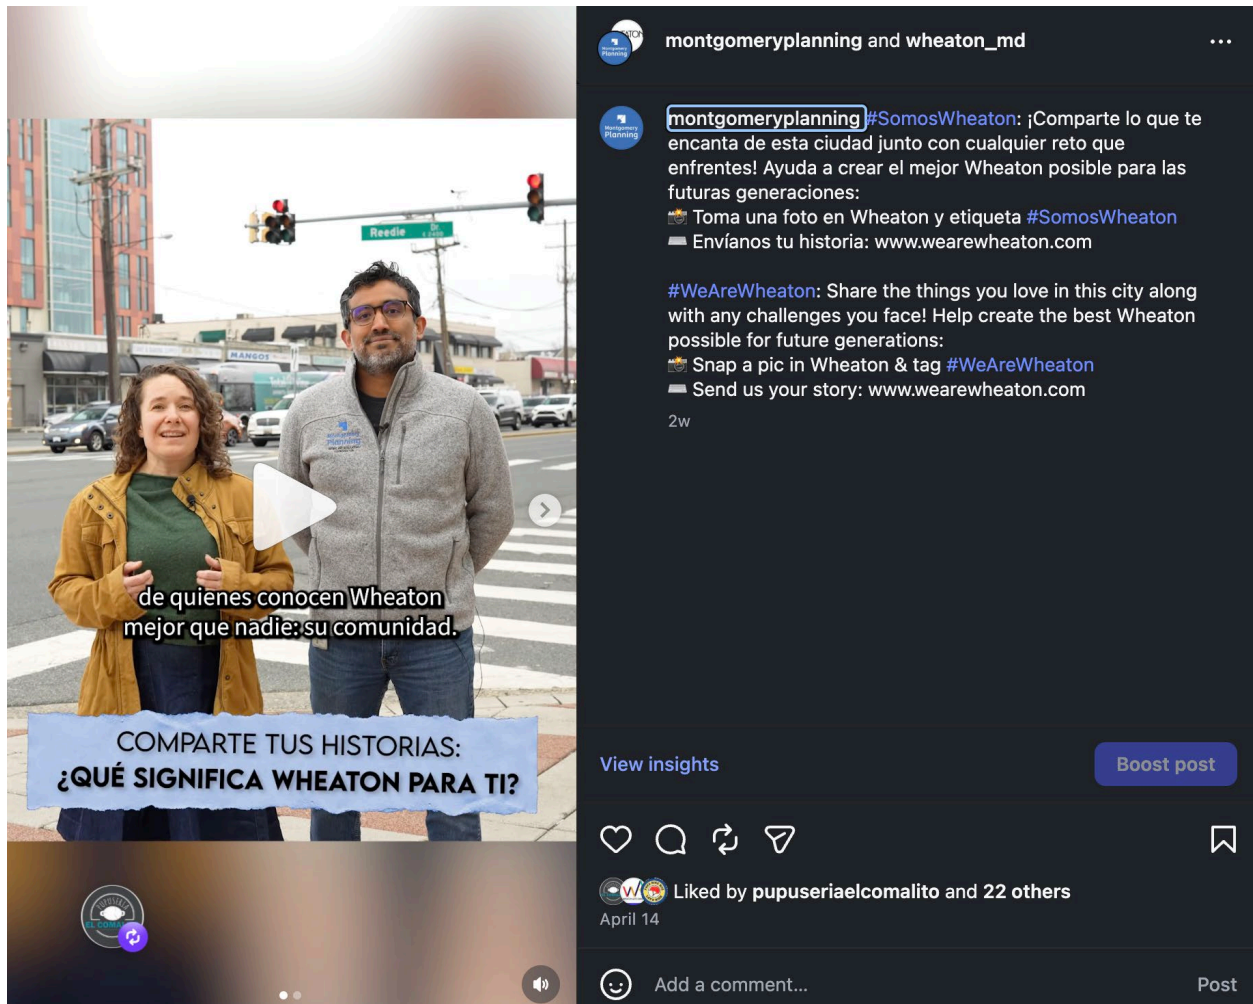 montgomeryplanning and wheaton_md
montgomeryplanning #SomosWheaton: ¡Comparte lo que te
encanta de esta ciudad junto con cualquier reto que
enfrentes! Ayuda a crear el mejor Wheaton posible para las
futuras generaciones:
📸 Toma una foto en Wheaton y etiqueta #SomosWheaton
⌨️ Envíanos tu historia: www.wearewheaton.com
#WeAreWheaton: Share the things you love in this city along
with any challenges you face! Help create the best Wheaton
possible for future generations:
📸 Snap a pic in Wheaton & tag #WeAreWheaton
⌨️ Send us your story: www.wearewheaton.com
2w
Reedie Dr
MANGOS
Montgomery
Planning
de quienes conocen Wheaton
mejor que nadie: su comunidad.
COMPARTE TUS HISTORIAS:
¿QUÉ SIGNIFICA WHEATON PARA TI?
View insights
Boost post
Liked by pupuseriaelcomalito and 22 others
April 14
Add a comment...
Post